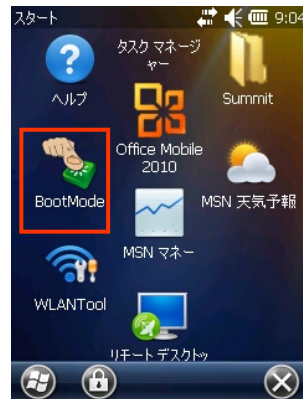 スタート 9:04
ヘルプ
タスク マネージ
ャー
Summit
BootMode
Office Mobile
2010
MSN 天気予報
WLANTool
MSN マネー
リモート デスクトッ